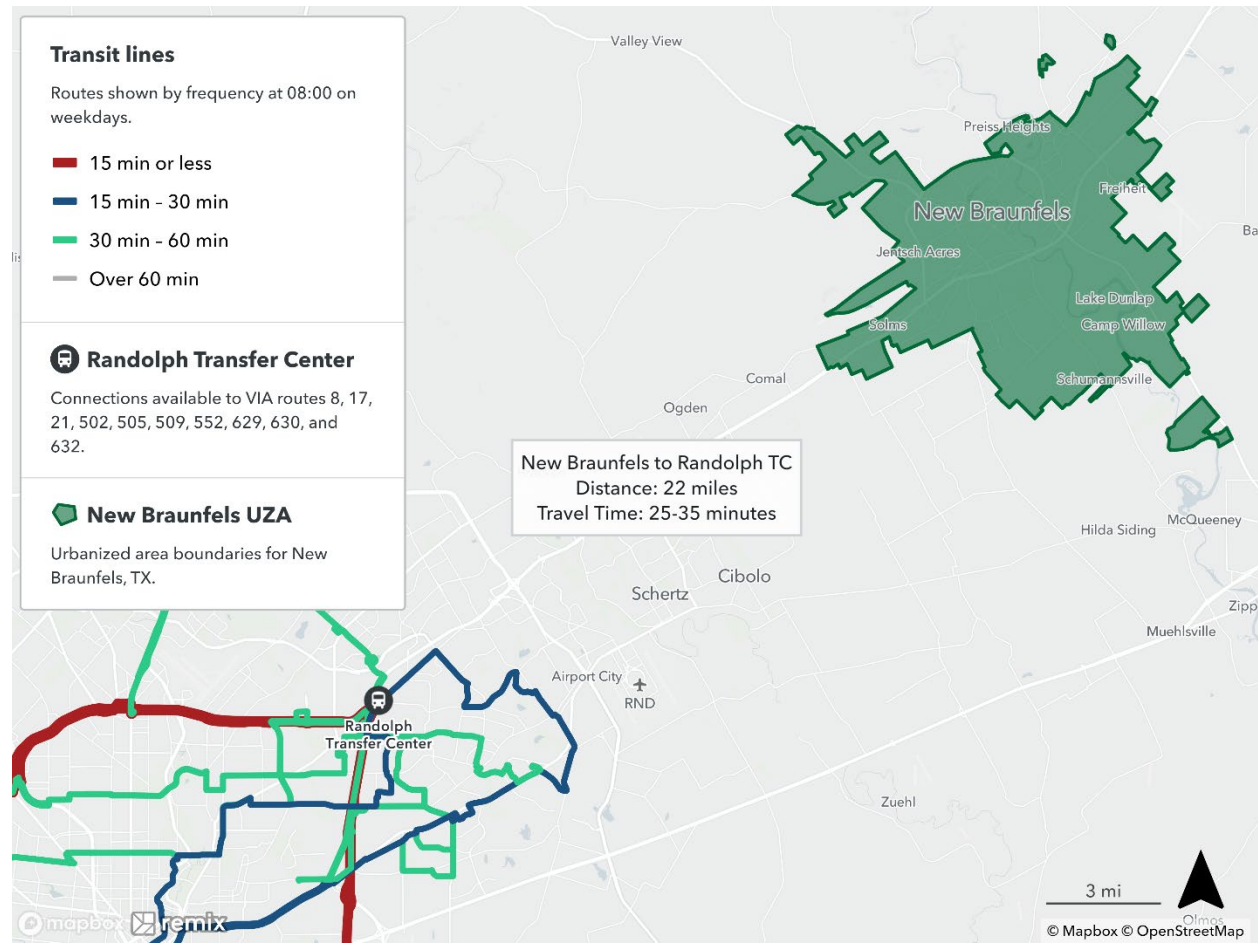 Transit lines
Routes shown by frequency at 08:00 on
weekdays.
15 min or less
15 min – 30 min
30 min – 60 min
Over 60 min
Randolph Transfer Center
Connections available to VIA routes 8, 17,
21, 502, 505, 509, 552, 629, 630, and
632.
New Braunfels UZA
Urbanized area boundaries for New
Braunfels, TX.
Valley View
Preiss Heights
Freiheit
New Braunfels
Jentsch Acres
Lake Dunlap
Solms
Camp Willow
Comal
Schumannsville
Ogden
New Braunfels to Randolph TC
Distance: 22 miles
Travel Time: 25-35 minutes
McQueeney
Hilda Siding
Cibolo
Schertz
Muehlsville
Airport City
RND
Randolph
Transfer Center
Zuehl
3 mi
Olmos
mapbox remix
© Mapbox © OpenStreetMap